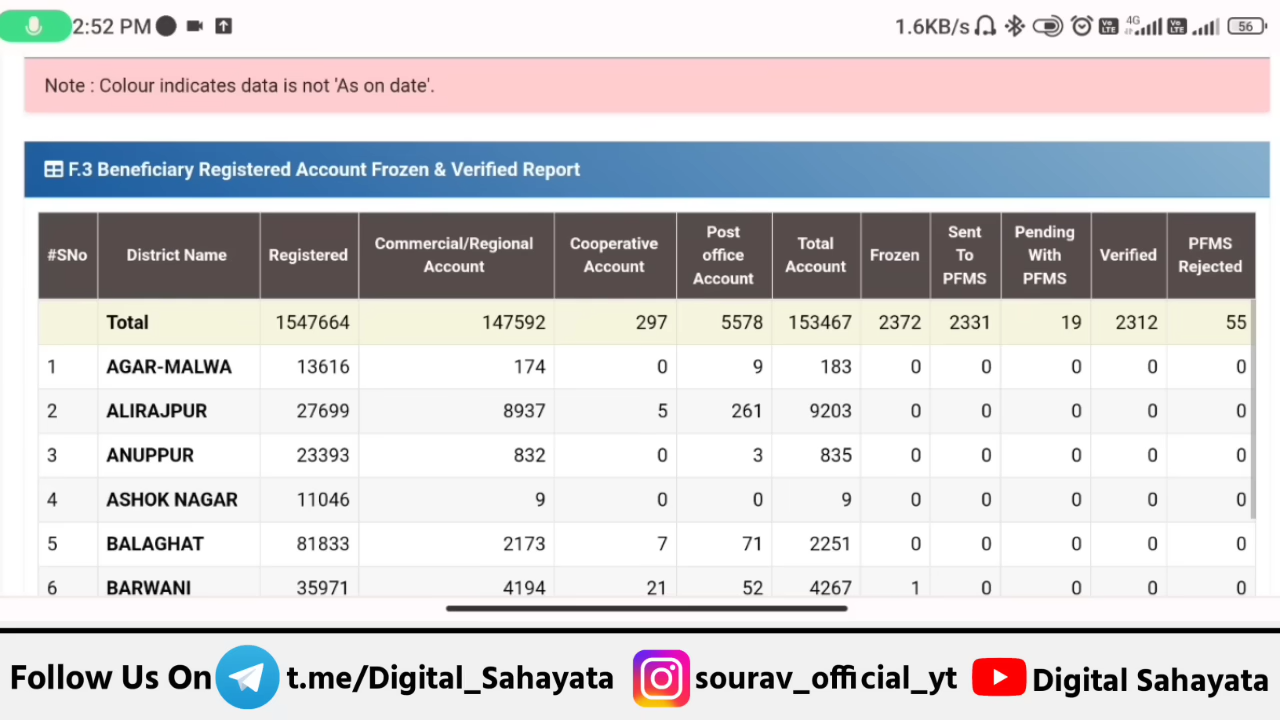 2:52 PM 1.6KB/s 4G Vo LTE Vo LTE 56
Note : Colour indicates data is not 'As on date'.
F.3 Beneficiary Registered Account Frozen & Verified Report
#SNo District Name Registered Commercial/Regional Account Cooperative Account Post office Account Total Account Frozen Sent To PFMS Pending With PFMS Verified PFMS Rejected
Total 1547664 147592 297 5578 153467 2372 2331 19 2312 55
1 AGAR-MALWA 13616 174 0 9 183 0 0 0 0 0
2 ALIRAJPUR 27699 8937 5 261 9203 0 0 0 0 0
3 ANUPPUR 23393 832 0 3 835 0 0 0 0 0
4 ASHOK NAGAR 11046 9 0 0 9 0 0 0 0 0
5 BALAGHAT 81833 2173 7 71 2251 0 0 0 0 0
6 BARWANI 35971 4194 21 52 4267 1 0 0 0 0
Follow Us On t.me/Digital_Sahayata sourav_official_yt Digital Sahayata